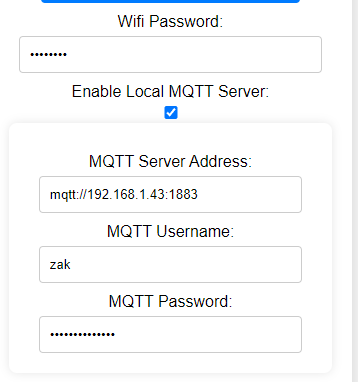 Wifi Password:
••••••••
Enable Local MQTT Server:
MQTT Server Address:
mqtt://192.168.1.43:1883
MQTT Username:
zak
MQTT Password:
••••••••••••••